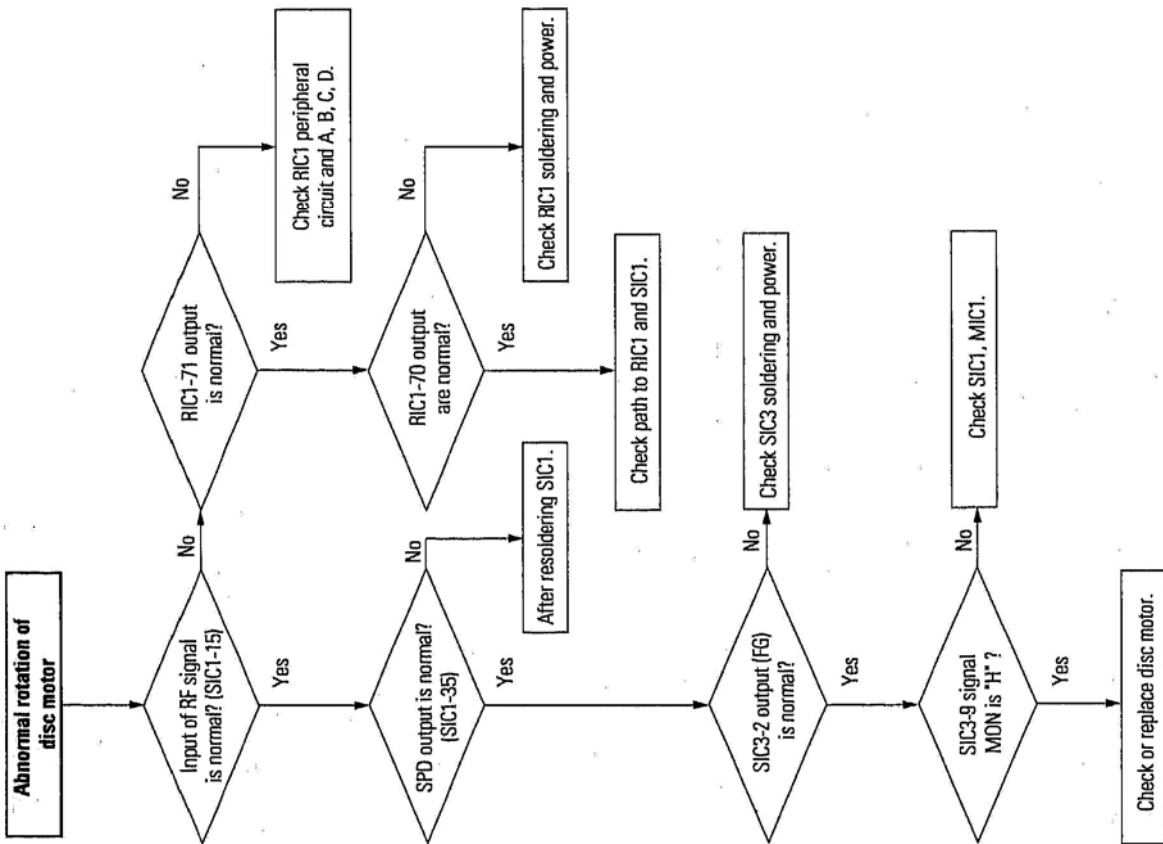 Abnormal rotation of
disc motor
Input of RF signal
is normal? (SIC1-15)
No
Yes
RIC1-71 output
is normal?
No
Yes
Check RIC1 peripheral
circuit and A, B, C, D.
RIC1-70 output
are normal?
No
Yes
Check RIC1 soldering and power.
Check path to RIC1 and SIC1.
SPD output is normal?
(SIC1-35)
No
Yes
After resoldering SIC1.
SIC3-2 output (FG)
is normal?
No
Yes
Check SIC3 soldering and power.
SIC3-9 signal
MON is "H" ?
No
Yes
Check SIC1, MIC1.
Check or replace disc motor.